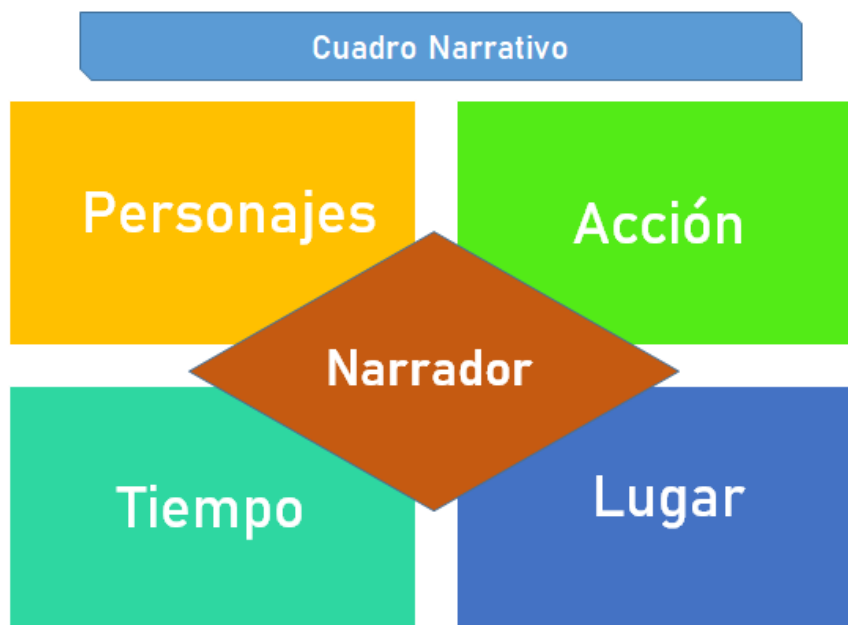 Cuadro Narrativo
Personajes
Acción
Narrador
Tiempo
Lugar